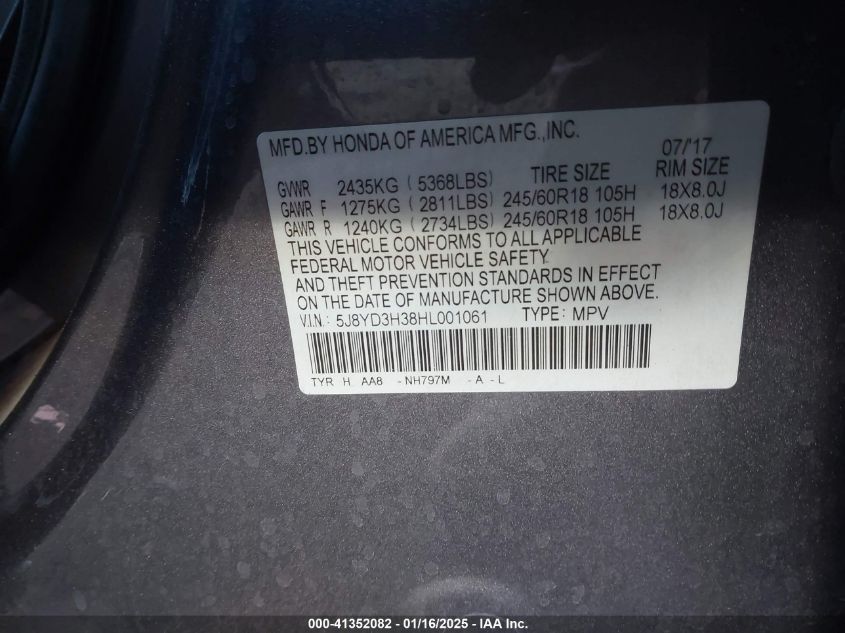 MFD.BY HONDA OF AMERICA MFG.,INC. 07/'17
TIRE SIZE RIM SIZE
GVWR 2435KG ( 5368LBS)
GAWR F 1275KG ( 2811LBS) 245/60R18 105H 18X8.0J
GAWR R 1240KG ( 2734LBS) 245/60R18 105H 18X8.0J
THIS VEHICLE CONFORMS TO ALL APPLICABLE
FEDERAL MOTOR VEHICLE SAFETY
AND THEFT PREVENTION STANDARDS IN EFFECT
ON THE DATE OF MANUFACTURE SHOWN ABOVE.
V.I.N.: 5J8YD3H38HL001061 TYPE: MPV
TYR H AA8 - NH797M - A - L
000-41352082 - 01/16/2025 - IAA Inc.